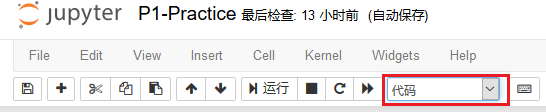 jupyter P1-Practice 最后检查: 13 小时前 (自动保存)
File Edit View Insert Cell Kernel Widgets Help
运行 代码